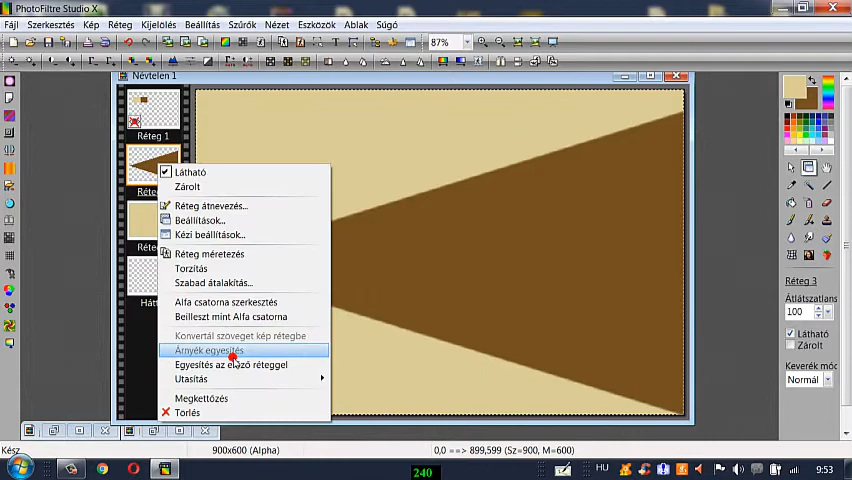 PhotoFiltre Studio X
Fájl Szerkesztés Kép Réteg Kijelölés Beállítás Szűrők Nézet Eszközök Ablak Súgó
87%
Névtelen 1
Réteg 1
Látható
Zárolt
Réteg átnevezés...
Beállítások...
Kézi beállítások...
Réteg méretezés
Torzítás
Szabad átalakítás...
Alfa csatorna szerkesztés
Beilleszt mint Alfa csatorna
Konvertál szöveget kép rétegbe
Árnyék egyesítés
Egyesítés az előző réteggel
Utasítás
Megkettőzés
Törlés
Réteg 3
Átlátszatlanság
100
Látható
Zárolt
Keverék mód
Normál
Kész
900x600 (Alpha)
0,0 => 899,599 (Sz=900, M=600)
240
HU
9:53